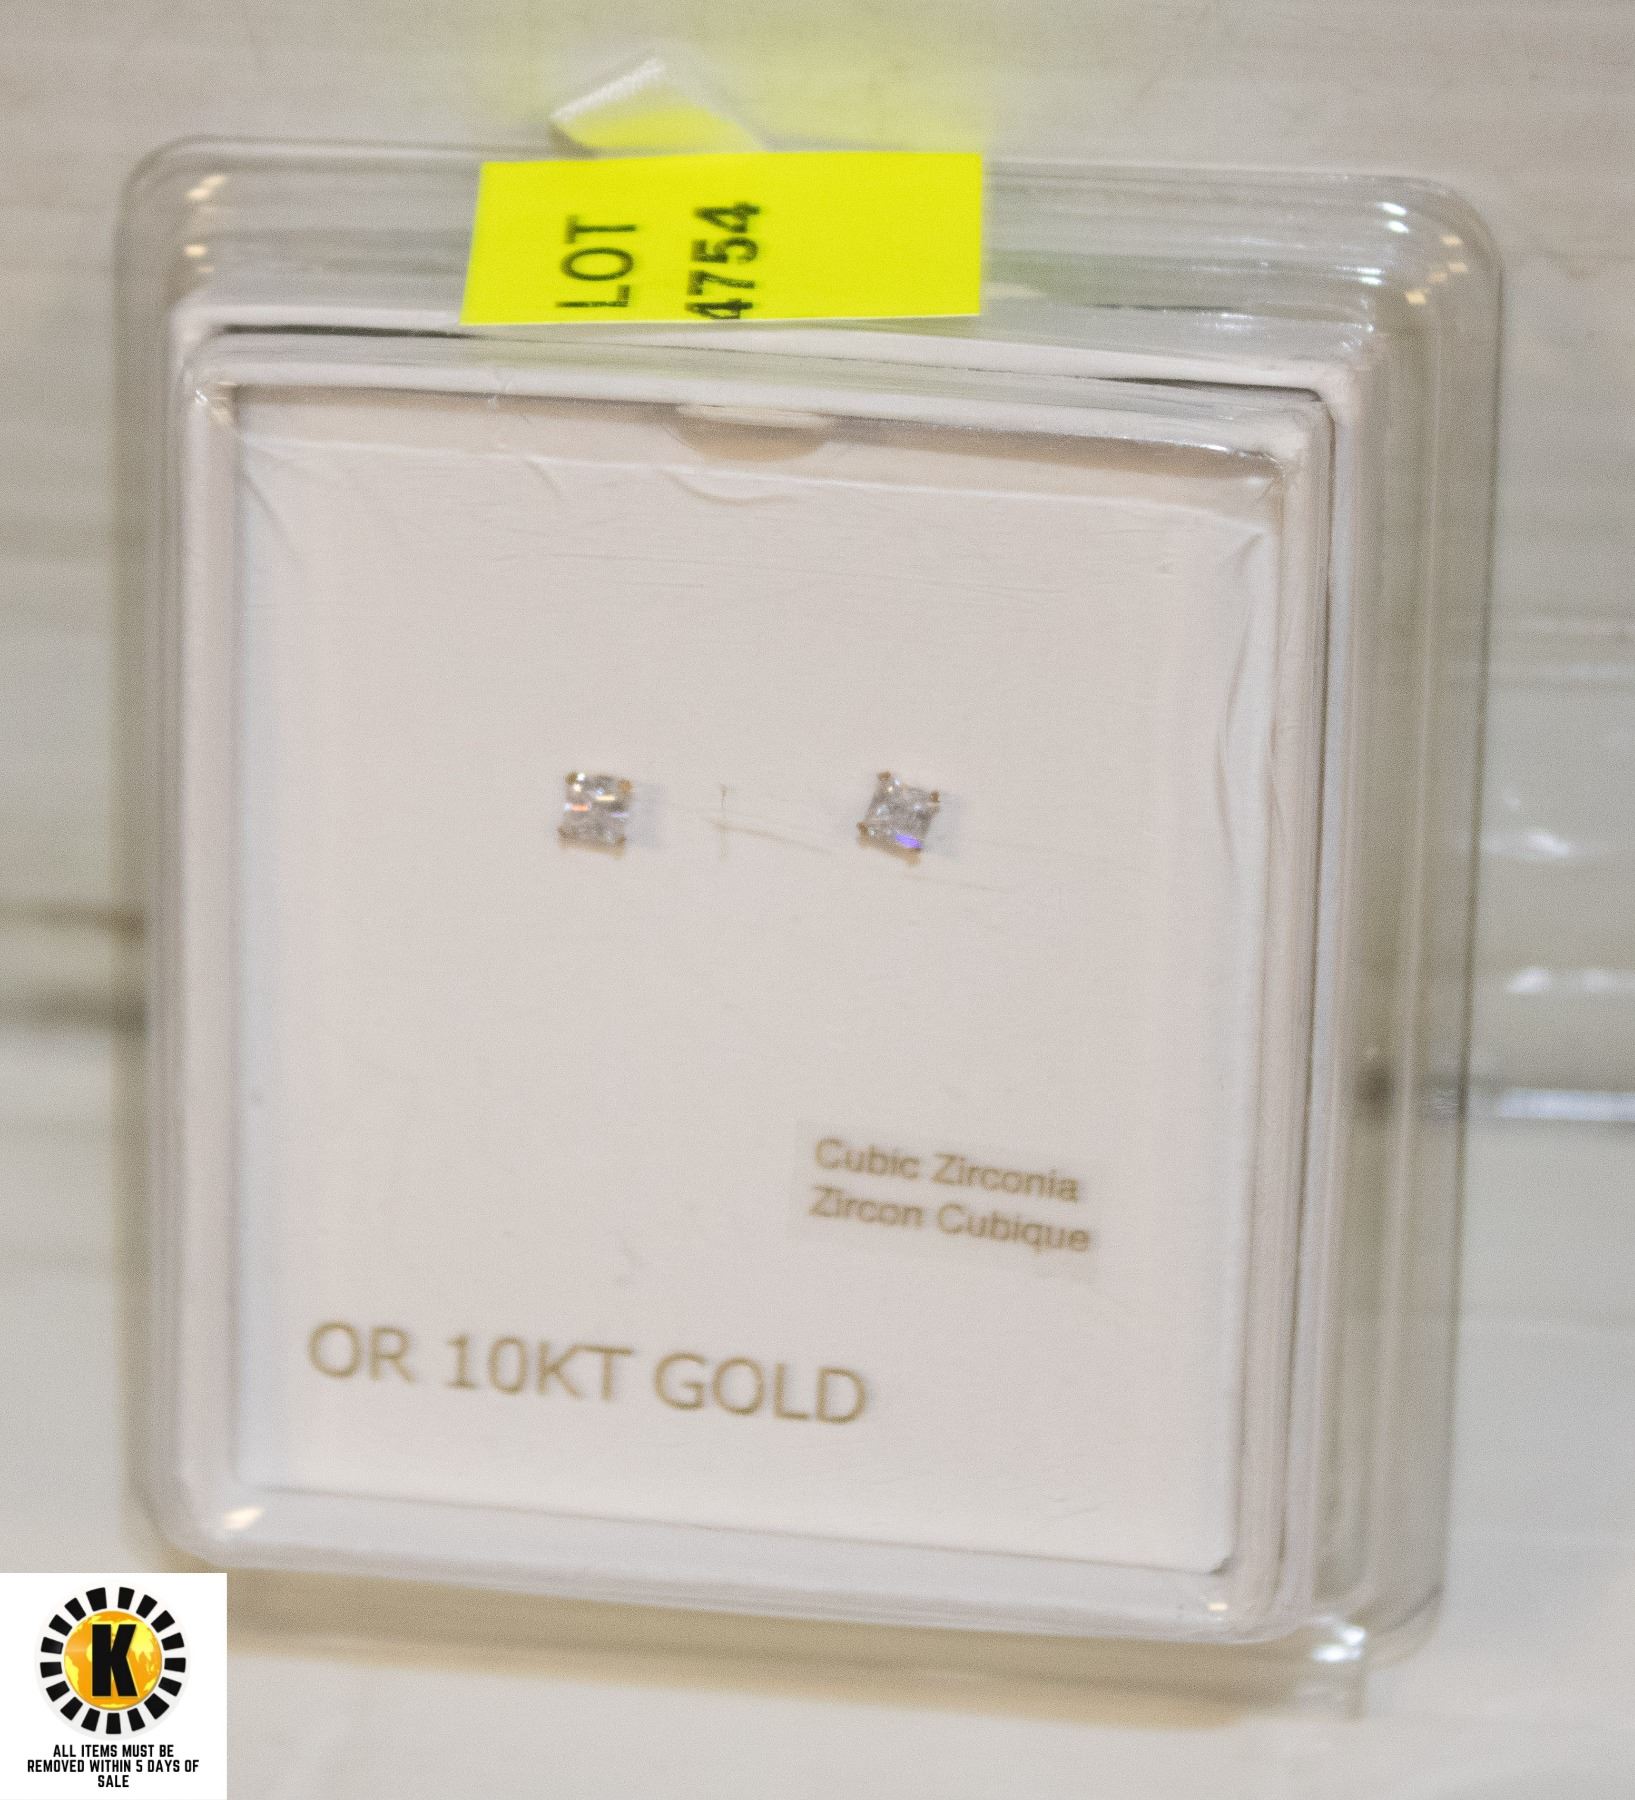 LOT
4754
Cubic Zirconia
Zircon Cubique
OR 10KT GOLD
K
ALL ITEMS MUST BE
REMOVED WITHIN 5 DAYS OF
SALE